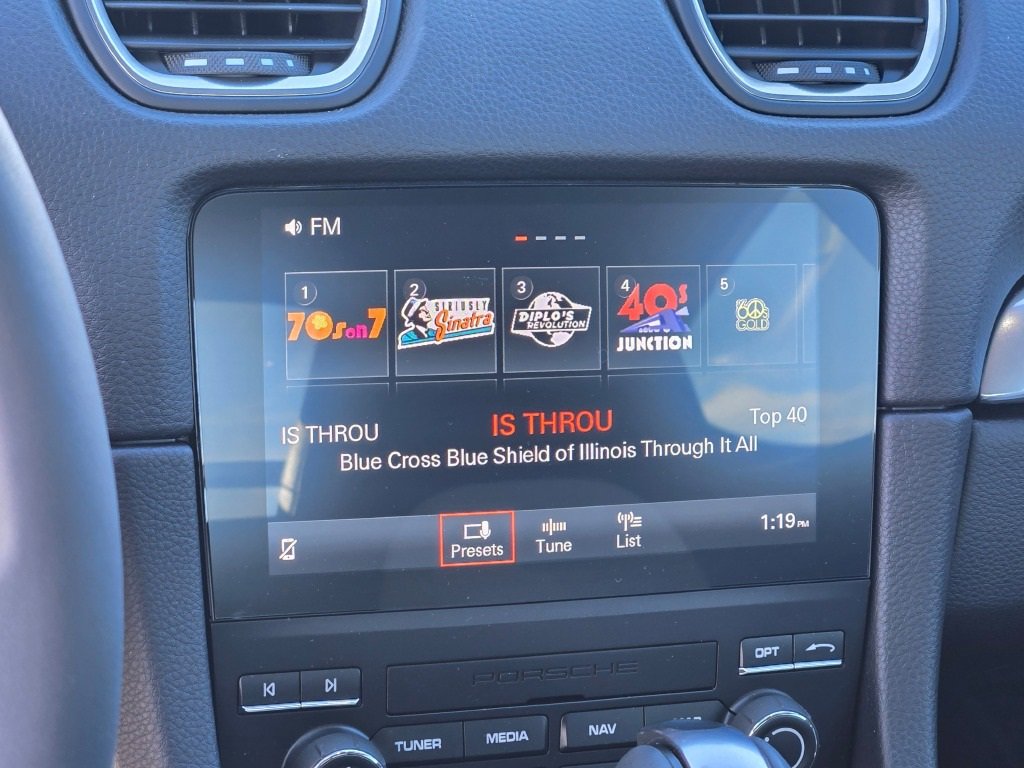 FM
1
70s on 7
2
SIRIUSLY
Sinatra
3
DIPLO'S
REVOLUTION
4
40s
JUNCTION
5
60s
GOLD
IS THROU
IS THROU
Top 40
Blue Cross Blue Shield of Illinois Through It All
Presets
Tune
List
1:19 PM
PORSCHE
OPT
TUNER
MEDIA
NAV